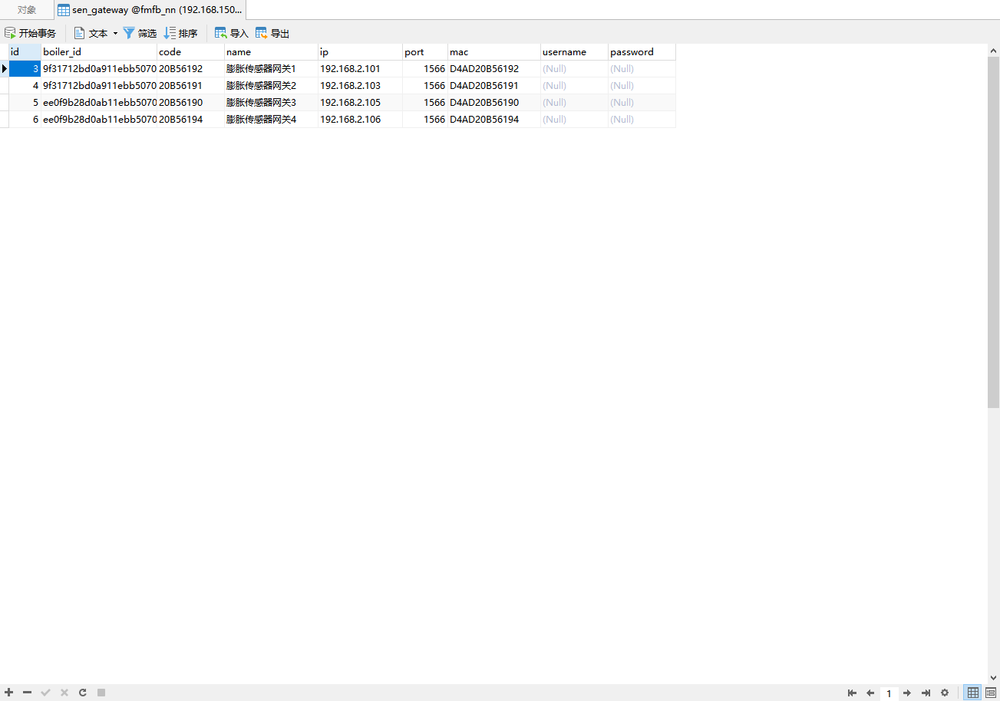 对象 sen_gateway @fmfb_nn (192.168.150...
开始事务 文本 筛选 排序 导入 导出
id boiler_id code name ip port mac username password
3 9f31712bd0a911ebb5070 20B56192 膨胀传感器网关1 192.168.2.101 1566 D4AD20B56192 (Null) (Null)
4 9f31712bd0a911ebb5070 20B56191 膨胀传感器网关2 192.168.2.103 1566 D4AD20B56191 (Null) (Null)
5 ee0f9b28d0ab11ebb5070 20B56190 膨胀传感器网关3 192.168.2.105 1566 D4AD20B56190 (Null) (Null)
6 ee0f9b28d0ab11ebb5070 20B56194 膨胀传感器网关4 192.168.2.106 1566 D4AD20B56194 (Null) (Null)
1